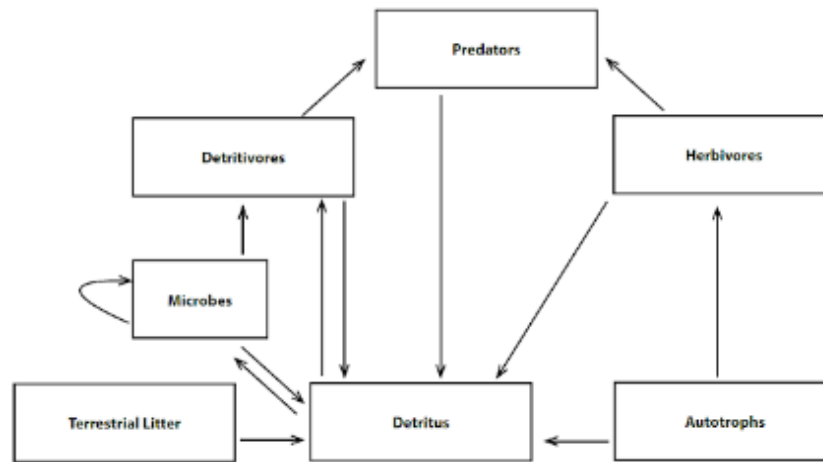 Predators
Detritivores
Herbivores
Microbes
Terrestrial Litter
Detritus
Autotrophs